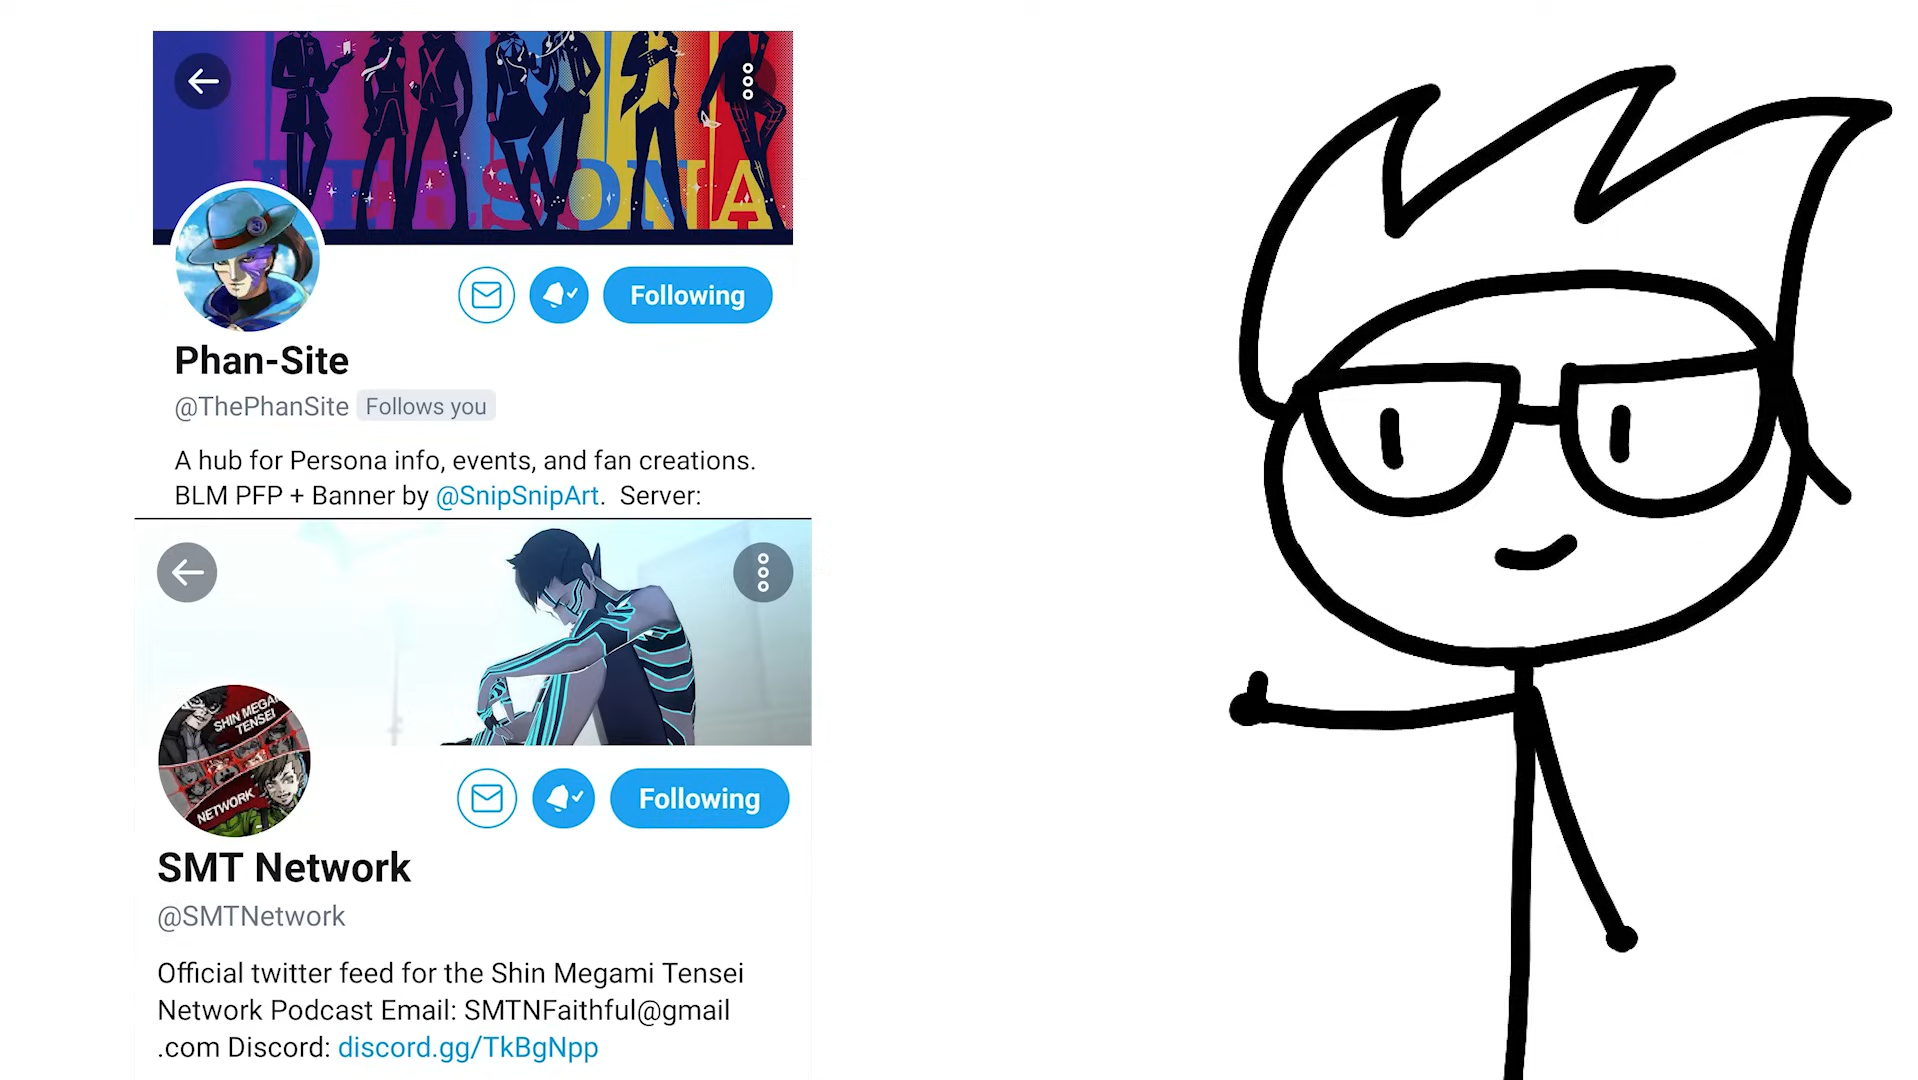 PERSONA
Following
Phan-Site
@ThePhanSite Follows you
A hub for Persona info, events, and fan creations.
BLM PFP + Banner by @SnipSnipArt. Server:
SHIN MEGAMI
TENSEI
NETWORK
Following
SMT Network
@SMTNetwork
Official twitter feed for the Shin Megami Tensei
Network Podcast Email: SMTNFaithful@gmail
.com Discord: discord.gg/TkBgNpp